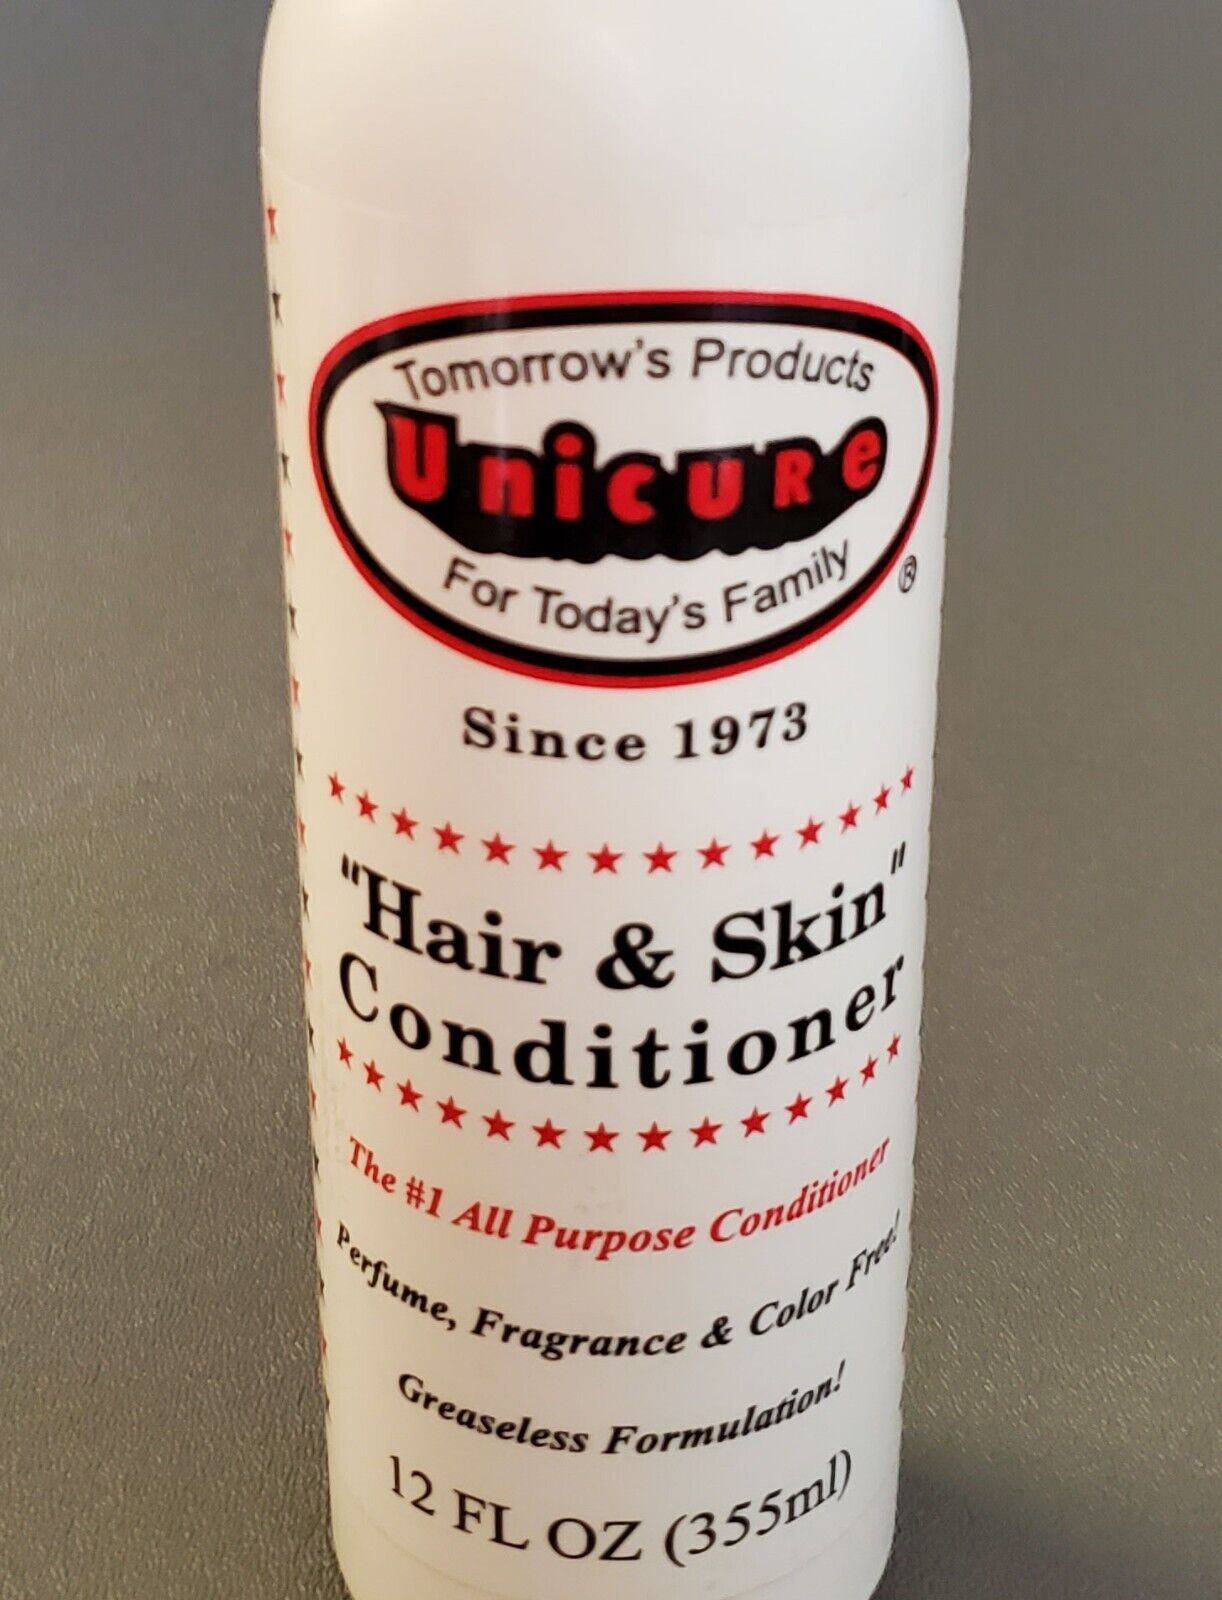 Tomorrow's Products
Unicure
For Today's Family
®
Since 1973
"Hair & Skin"
Conditioner
The #1 All Purpose Conditioner
Perfume, Fragrance & Color Free!
Greaseless Formulation!
12 FL OZ (355ml)